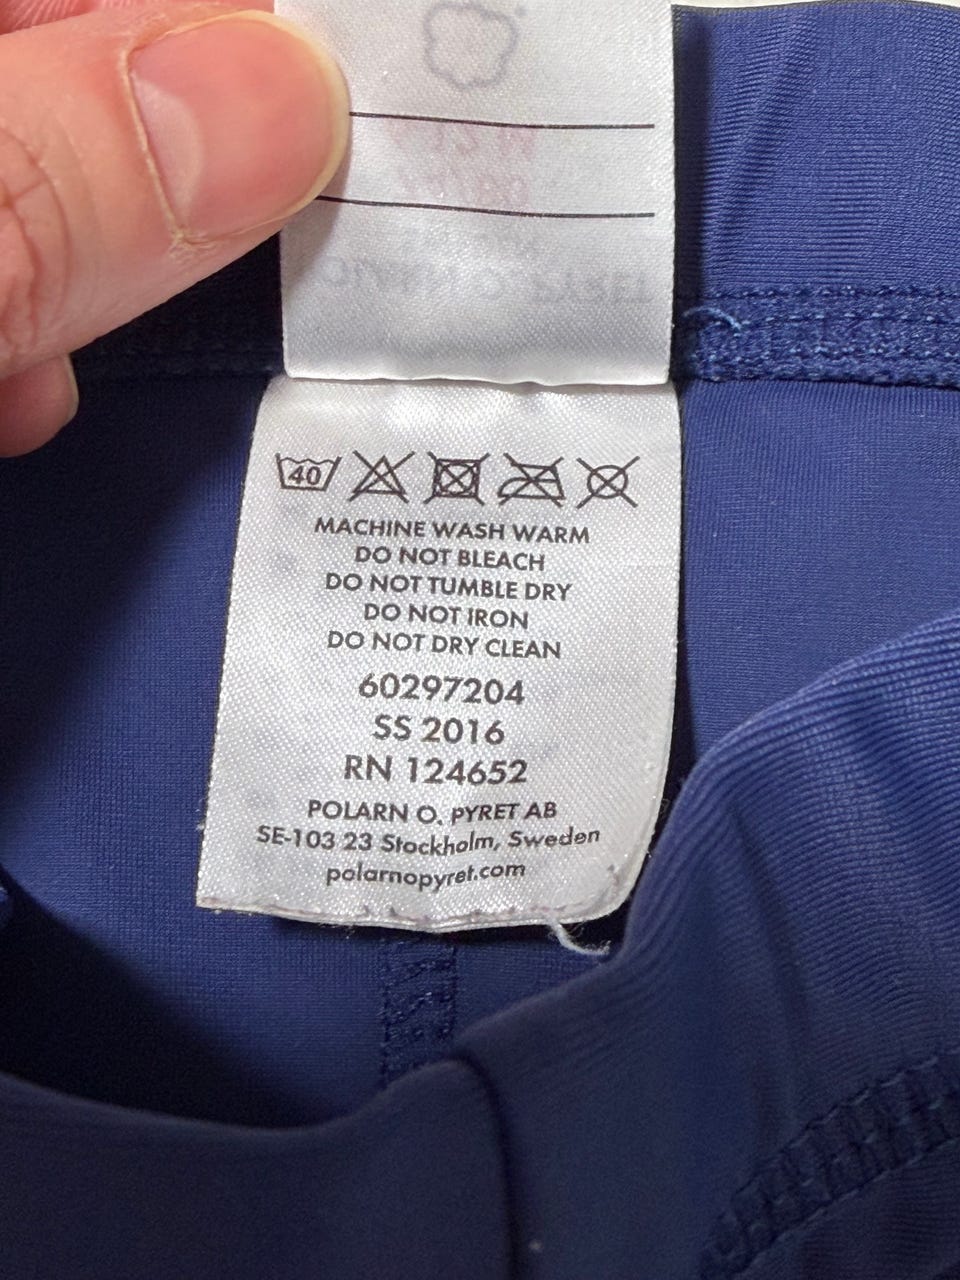 40
MACHINE WASH WARM
DO NOT BLEACH
DO NOT TUMBLE DRY
DO NOT IRON
DO NOT DRY CLEAN
60297204
SS 2016
RN 124652
POLARN O. PYRET AB
SE-103 23 Stockholm, Sweden
polarnopyret.com